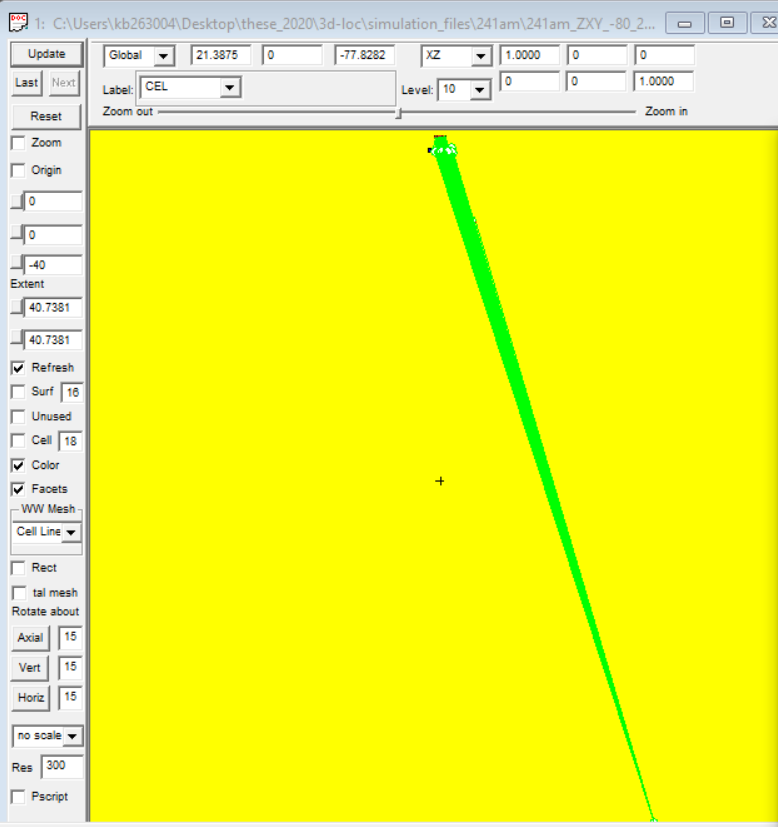 DOC 1: C:\Users\kb263004\Desktop\these_2020\3d-loc\simulation_files\241am\241am_ZXY_-80_2...
Update
Global 21.3875 0 -77.8282 XZ 1.0000 0 0
Last Next
Label: CEL Level: 10 0 0 1.0000
Reset
Zoom out Zoom in
Zoom
Origin
0
0
-40
Extent
40.7381
40.7381
Refresh
Surf 16
Unused
Cell 18
Color
Facets
WW Mesh
Cell Line
Rect
tal mesh
Rotate about
Axial 15
Vert 15
Horiz 15
no scale
Res 300
Pscript